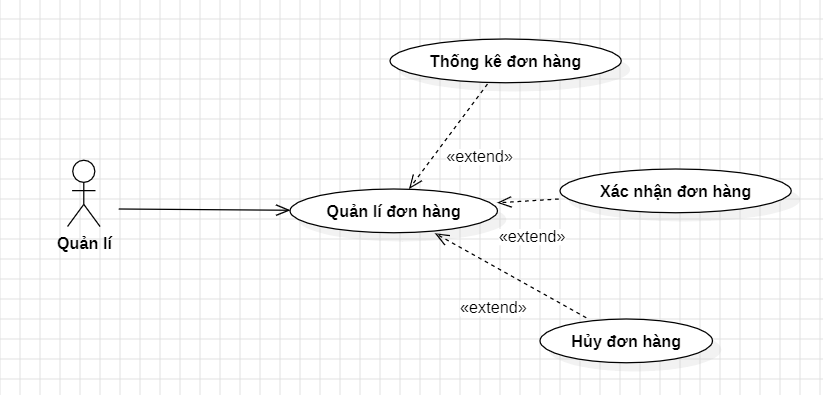 Thống kê đơn hàng
«extend»
Xác nhận đơn hàng
Quản lí đơn hàng
«extend»
Quản lí
«extend»
Hủy đơn hàng